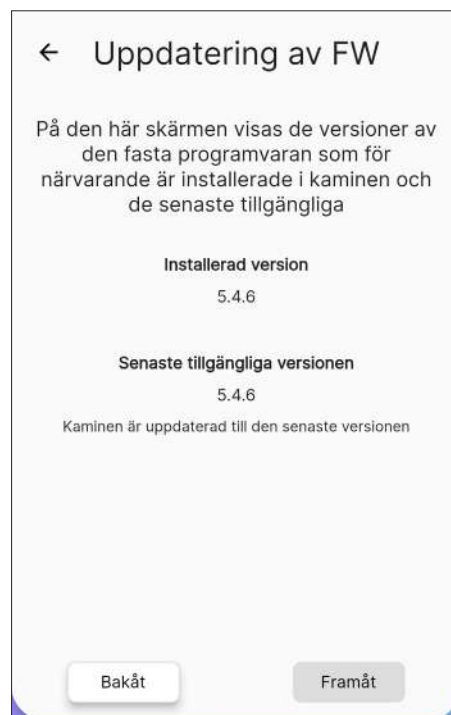 Uppdatering av FW
På den här skärmen visas de versioner av
den fasta programvaran som för
närvarande är installerade i kaminen och
de senaste tillgängliga
Installerad version
5.4.6
Senaste tillgängliga versionen
5.4.6
Kaminen är uppdaterad till den senaste versionen
Bakåt
Framåt